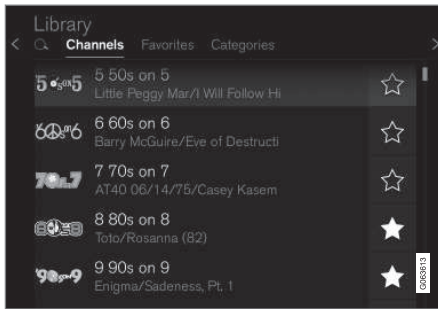 Library
Channels Favorites Categories
5 50s on 5
Little Peggy Mar/I Will Follow Hi
6 60s on 6
Barry McGuire/Eve of Destructi
7 70s on 7
AT40 06/14/75/Casey Kasem
8 80s on 8
Toto/Rosanna (82)
9 90s on 9
Enigma/Sadeness, Pt. 1
G063613